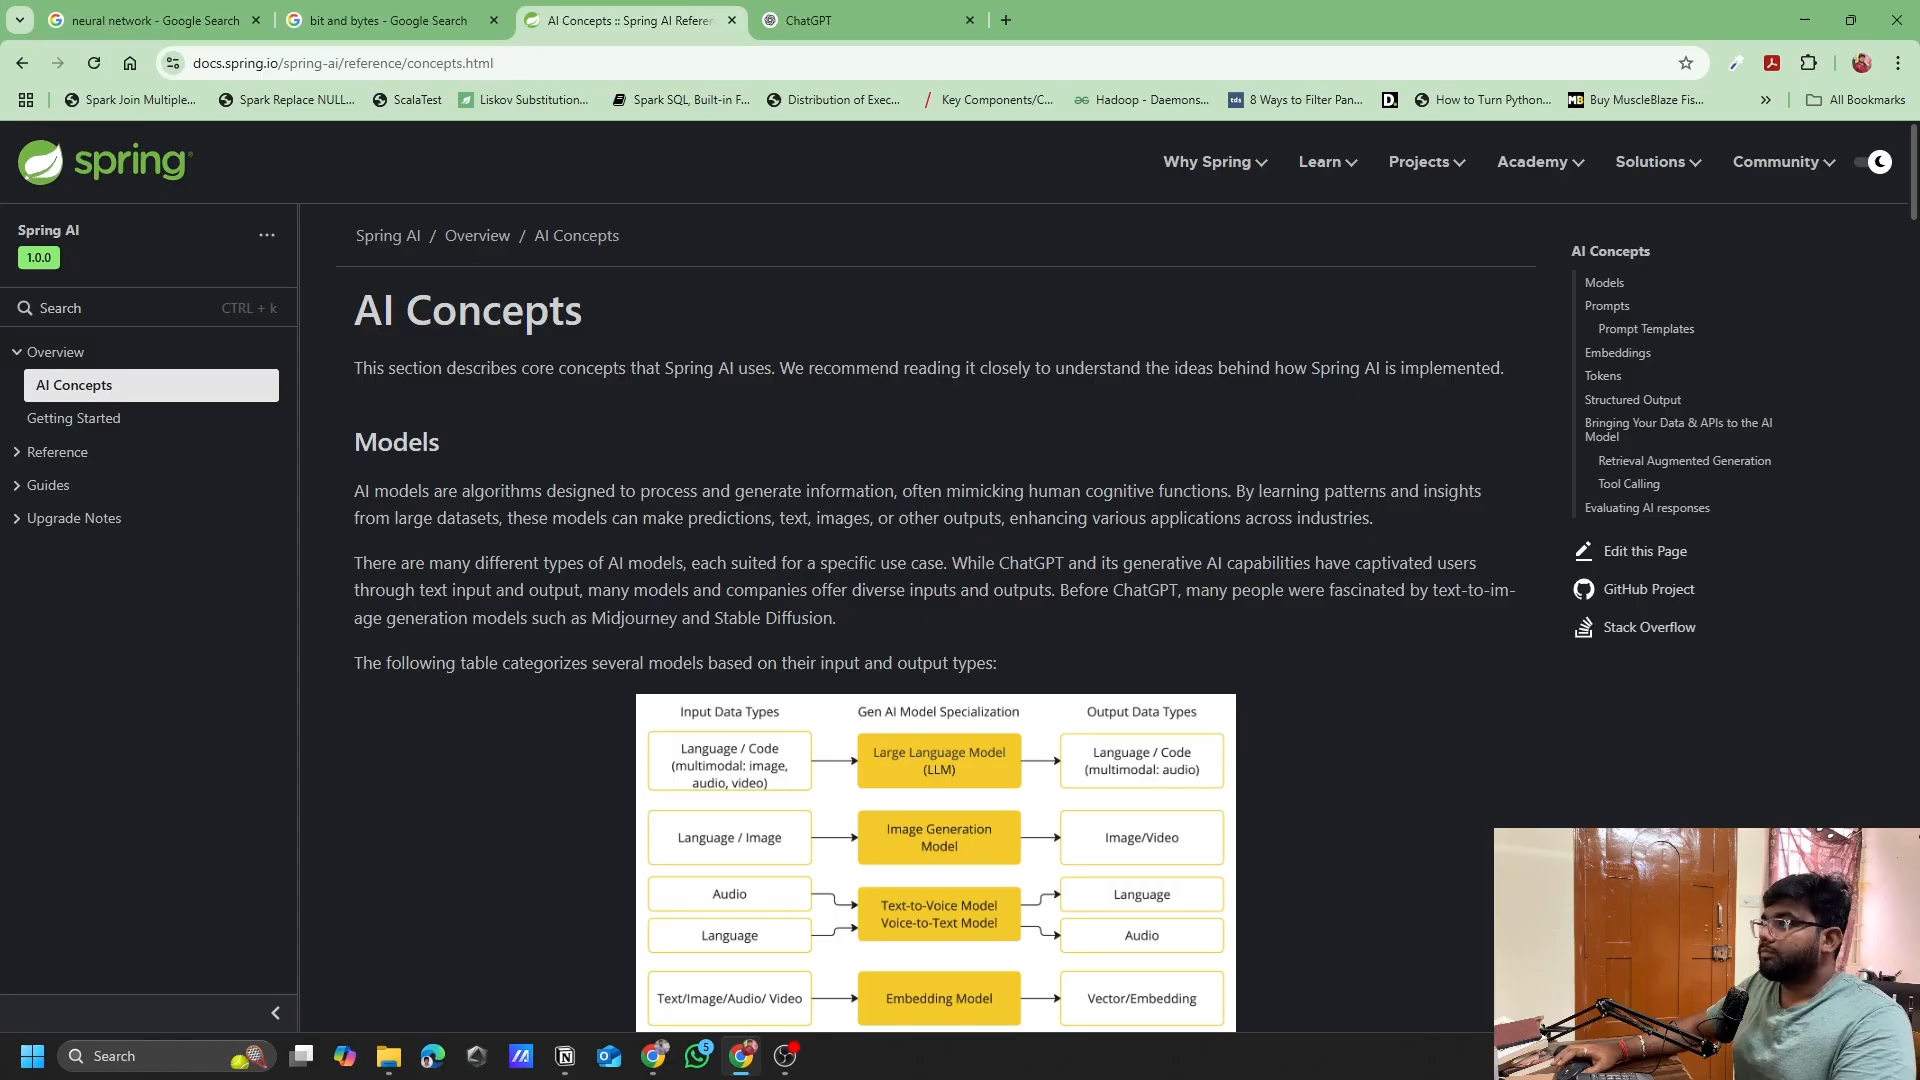 neural network - Google Search
bit and bytes - Google Search
AI Concepts :: Spring AI Referen
ChatGPT
docs.spring.io/spring-ai/reference/concepts.html
Spark Join Multiple...
Spark Replace NULL...
ScalaTest
Liskov Substitution...
Spark SQL, Built-in F...
Distribution of Exec...
Key Components/C...
Hadoop - Daemons...
tds
8 Ways to Filter Pan...
D.
How to Turn Python...
MB
Buy MuscleBlaze Fis...
All Bookmarks
spring
Why Spring
Learn
Projects
Academy
Solutions
Community
Spring AI
1.0.0
Search
CTRL + k
Overview
AI Concepts
Getting Started
Reference
Guides
Upgrade Notes
Spring AI / Overview / AI Concepts
AI Concepts
This section describes core concepts that Spring AI uses. We recommend reading it closely to understand the ideas behind how Spring AI is implemented.
Models
AI models are algorithms designed to process and generate information, often mimicking human cognitive functions. By learning patterns and insights
from large datasets, these models can make predictions, text, images, or other outputs, enhancing various applications across industries.
There are many different types of AI models, each suited for a specific use case. While ChatGPT and its generative AI capabilities have captivated users
through text input and output, many models and companies offer diverse inputs and outputs. Before ChatGPT, many people were fascinated by text-to-im-
age generation models such as Midjourney and Stable Diffusion.
The following table categorizes several models based on their input and output types:
Input Data Types
Gen AI Model Specialization
Output Data Types
Language / Code
(multimodal: image,
audio, video)
Large Language Model
(LLM)
Language / Code
(multimodal: audio)
Language / Image
Image Generation
Model
Image/Video
Audio
Language
Text-to-Voice Model
Voice-to-Text Model
Language
Audio
Text/Image/Audio/ Video
Embedding Model
Vector/Embedding
AI Concepts
Models
Prompts
Prompt Templates
Embeddings
Tokens
Structured Output
Bringing Your Data & APIs to the AI
Model
Retrieval Augmented Generation
Tool Calling
Evaluating AI responses
Edit this Page
GitHub Project
Stack Overflow
Search
5